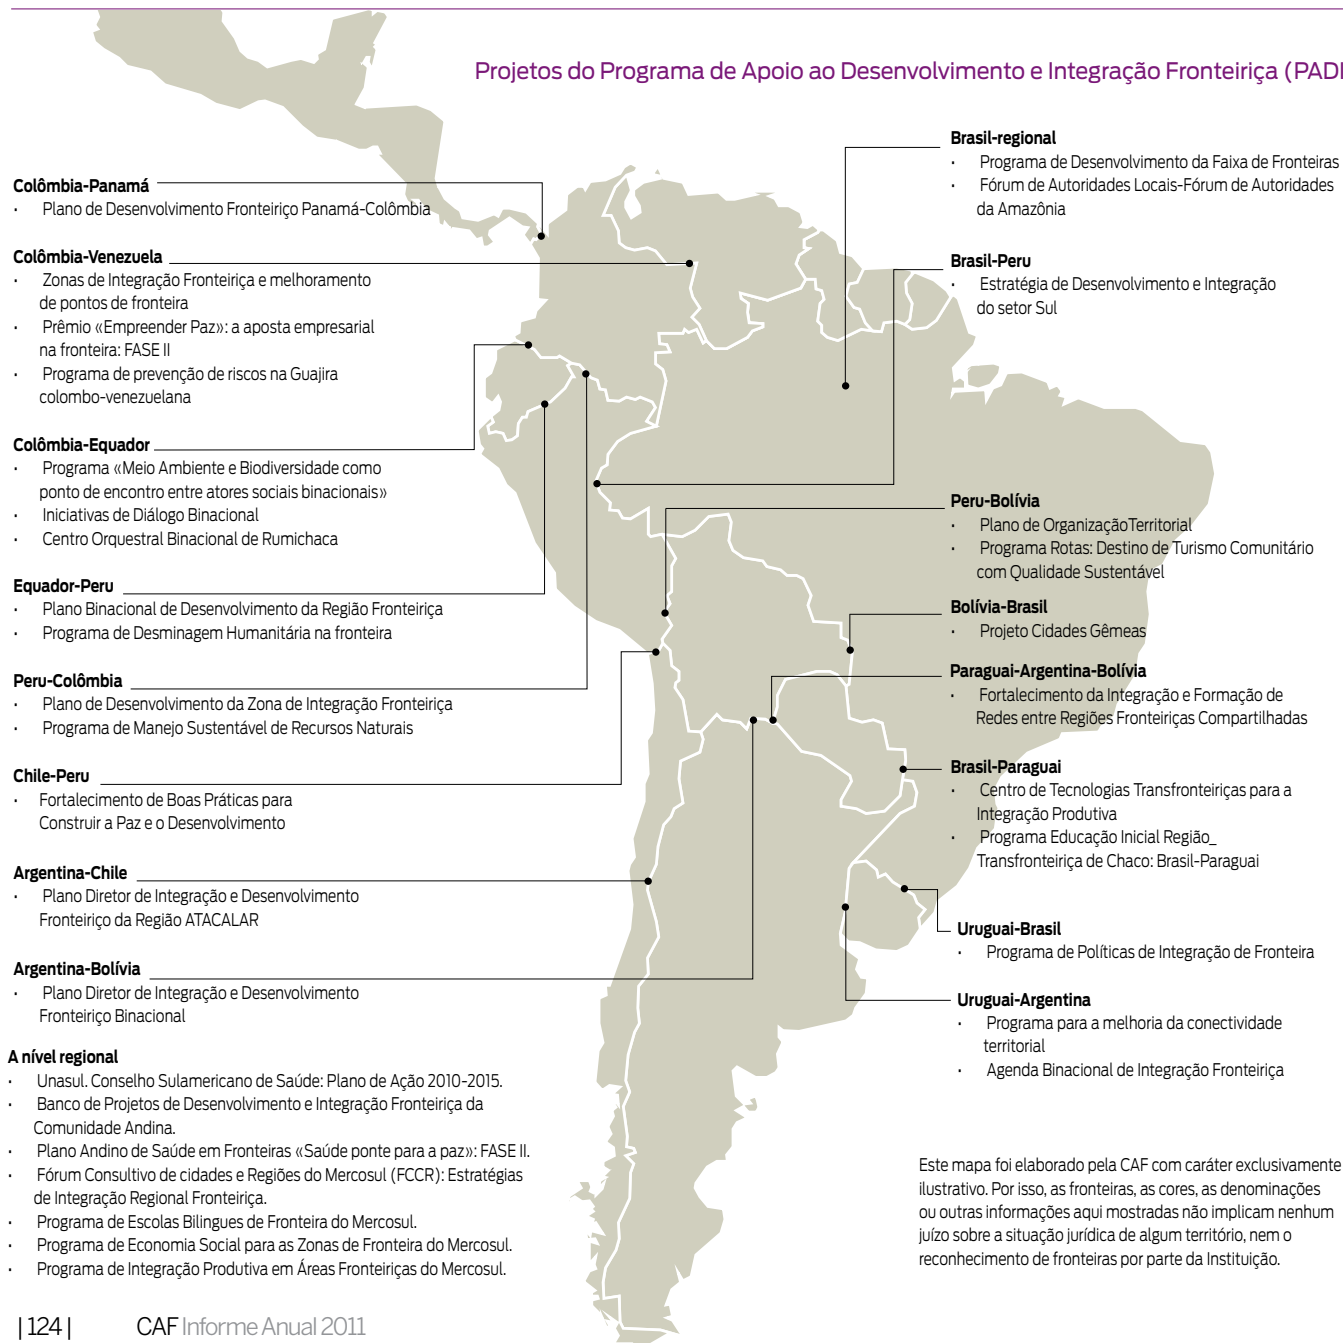 Projetos do Programa de Apoio ao Desenvolvimento e Integração Fronteiriça (PADI
Colômbia-Panamá
· Plano de Desenvolvimento Fronteiriço Panamá-Colômbia
Colômbia-Venezuela
· Zonas de Integração Fronteiriça e melhoramento
de pontos de fronteira
· Prêmio «Empreender Paz»: a aposta empresarial
na fronteira: FASE II
· Programa de prevenção de riscos na Guajira
colombo-venezuelana
Colômbia-Equador
· Programa «Meio Ambiente e Biodiversidade como
ponto de encontro entre atores sociais binacionais»
· Iniciativas de Diálogo Binacional
· Centro Orquestral Binacional de Rumichaca
Equador-Peru
· Plano Binacional de Desenvolvimento da Região Fronteiriça
· Programa de Desminagem Humanitária na fronteira
Peru-Colômbia
· Plano de Desenvolvimento da Zona de Integração Fronteiriça
· Programa de Manejo Sustentável de Recursos Naturais
Chile-Peru
· Fortalecimento de Boas Práticas para
Construir a Paz e o Desenvolvimento
Argentina-Chile
· Plano Diretor de Integração e Desenvolvimento
Fronteiriço da Região ATACALAR
Argentina-Bolívia
· Plano Diretor de Integração e Desenvolvimento
Fronteiriço Binacional
A nível regional
· Unasul. Conselho Sulamericano de Saúde: Plano de Ação 2010-2015.
· Banco de Projetos de Desenvolvimento e Integração Fronteiriça da
Comunidade Andina.
· Plano Andino de Saúde em Fronteiras «Saúde ponte para a paz»: FASE II.
· Fórum Consultivo de cidades e Regiões do Mercosul (FCCR): Estratégias
de Integração Regional Fronteiriça.
· Programa de Escolas Bilingues de Fronteira do Mercosul.
· Programa de Economia Social para as Zonas de Fronteira do Mercosul.
· Programa de Integração Produtiva em Áreas Fronteiriças do Mercosul.
Brasil-regional
· Programa de Desenvolvimento da Faixa de Fronteiras
· Fórum de Autoridades Locais-Fórum de Autoridades
da Amazônia
Brasil-Peru
· Estratégia de Desenvolvimento e Integração
do setor Sul
Peru-Bolívia
· Plano de OrganizaçãoTerritorial
· Programa Rotas: Destino de Turismo Comunitário
com Qualidade Sustentável
Bolívia-Brasil
· Projeto Cidades Gêmeas
Paraguai-Argentina-Bolívia
· Fortalecimento da Integração e Formação de
Redes entre Regiões Fronteiriças Compartilhadas
Brasil-Paraguai
· Centro de Tecnologias Transfronteiriças para a
Integração Produtiva
· Programa Educação Inicial Região_
Transfronteiriça de Chaco: Brasil-Paraguai
Uruguai-Brasil
· Programa de Políticas de Integração de Fronteira
Uruguai-Argentina
· Programa para a melhoria da conectividade
territorial
· Agenda Binacional de Integração Fronteiriça
Este mapa foi elaborado pela CAF com caráter exclusivamente
ilustrativo. Por isso, as fronteiras, as cores, as denominações
ou outras informações aqui mostradas não implicam nenhum
juízo sobre a situação jurídica de algum território, nem o
reconhecimento de fronteiras por parte da Instituição.
| 124 | CAF Informe Anual 2011